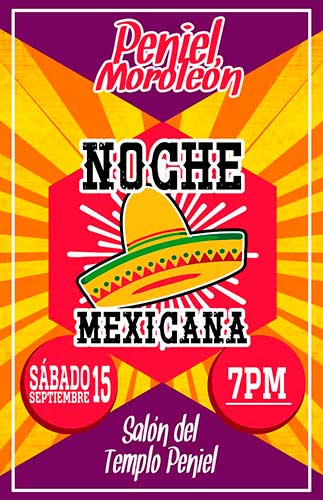 Peniel
Moroleón
NOCHE
MEXICANA
SÁBADO
SEPTIEMBRE 15
7PM
Salón del
Templo Peniel